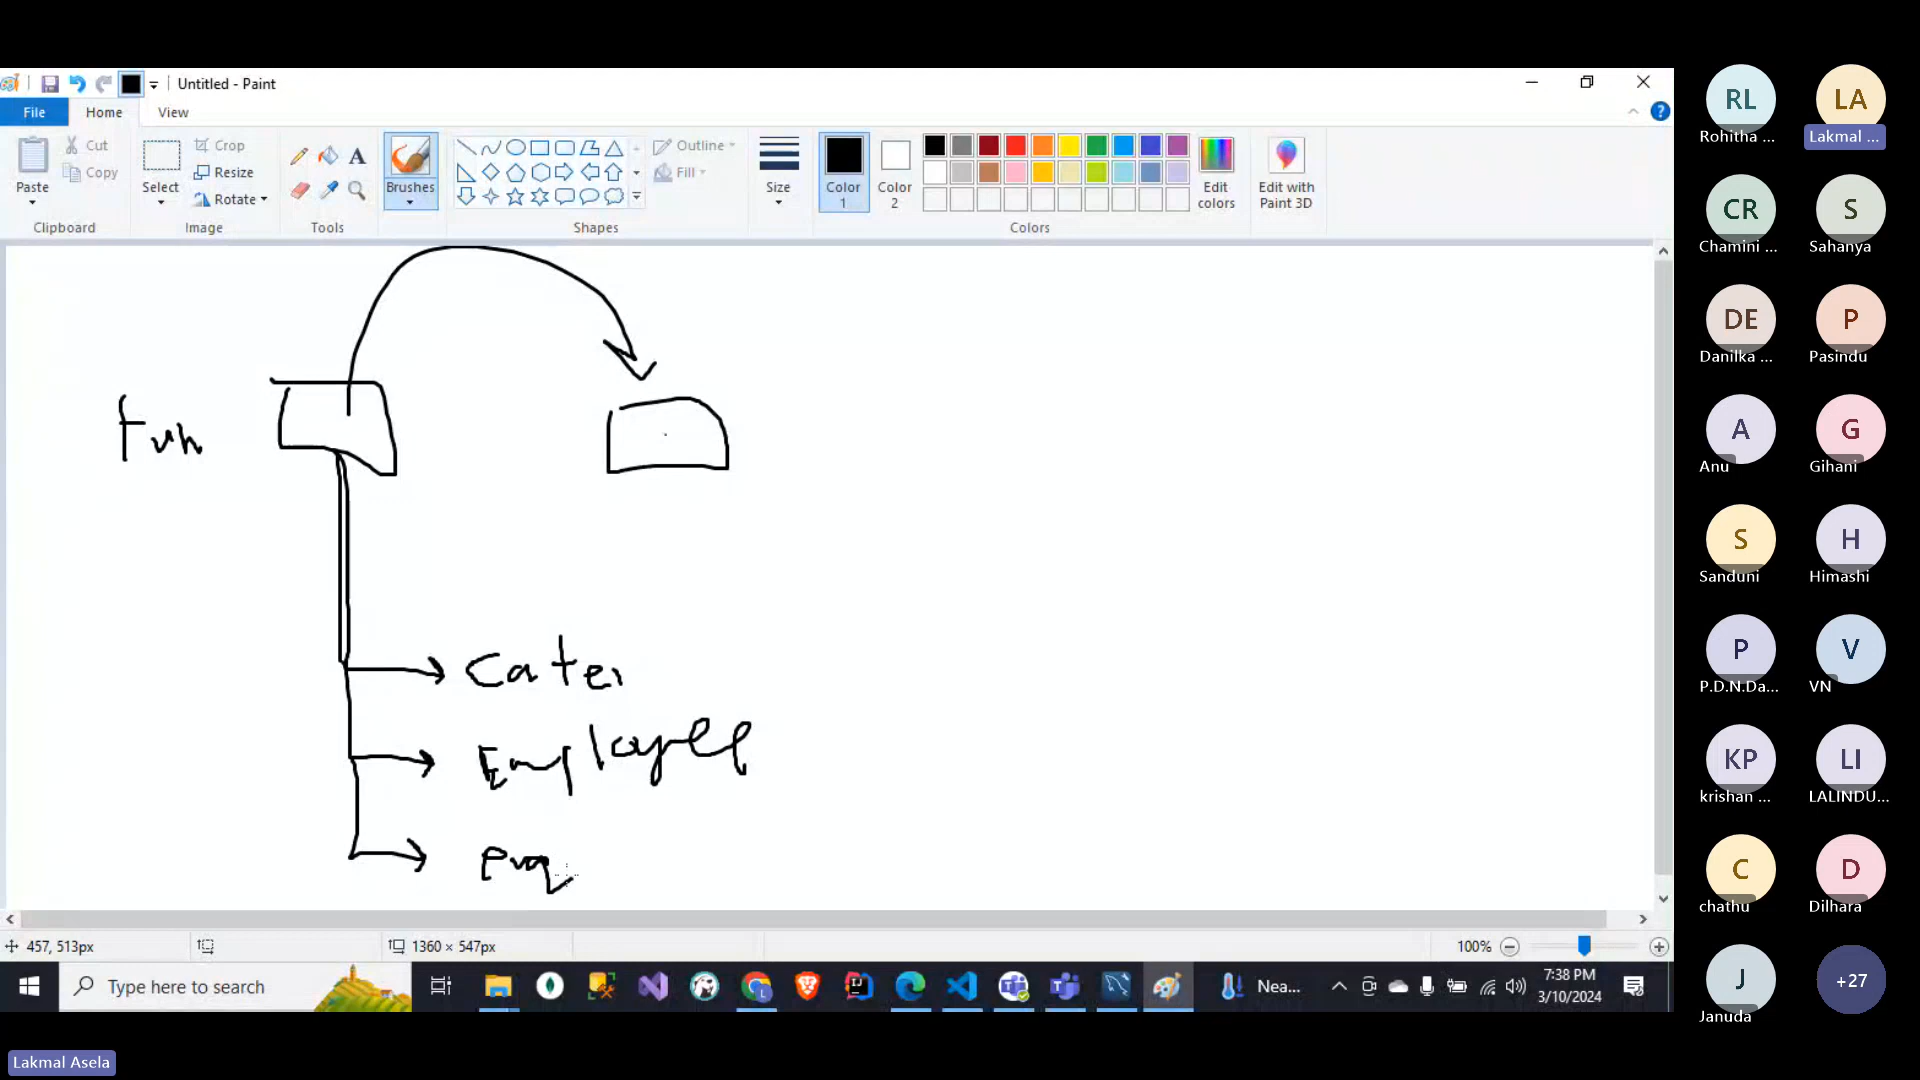 Untitled - Paint
File Home View
Paste
Cut
Copy
Clipboard
Select
Crop
Resize
Rotate
Image
A
Tools
Brushes
Shapes
Outline
Fill
Size
Color 1
Color 2
Edit colors
Colors
Edit with Paint 3D
Fun
Cater
Employee
457, 513px
1360 × 547px
100%
Type here to search
Nea...
7:38 PM
3/10/2024
RL
Rohitha ...
LA
Lakmal ...
CR
Chamini ...
S
Sahanya
DE
Danilka ...
P
Pasindu
A
Anu
G
Gihani
S
Sanduni
H
Himashi
P
P.D.N.Da...
V
VN
KP
krishan ...
LI
LALINDU...
C
chathu
D
Dilhara
J
Januda
+27
Lakmal Asela